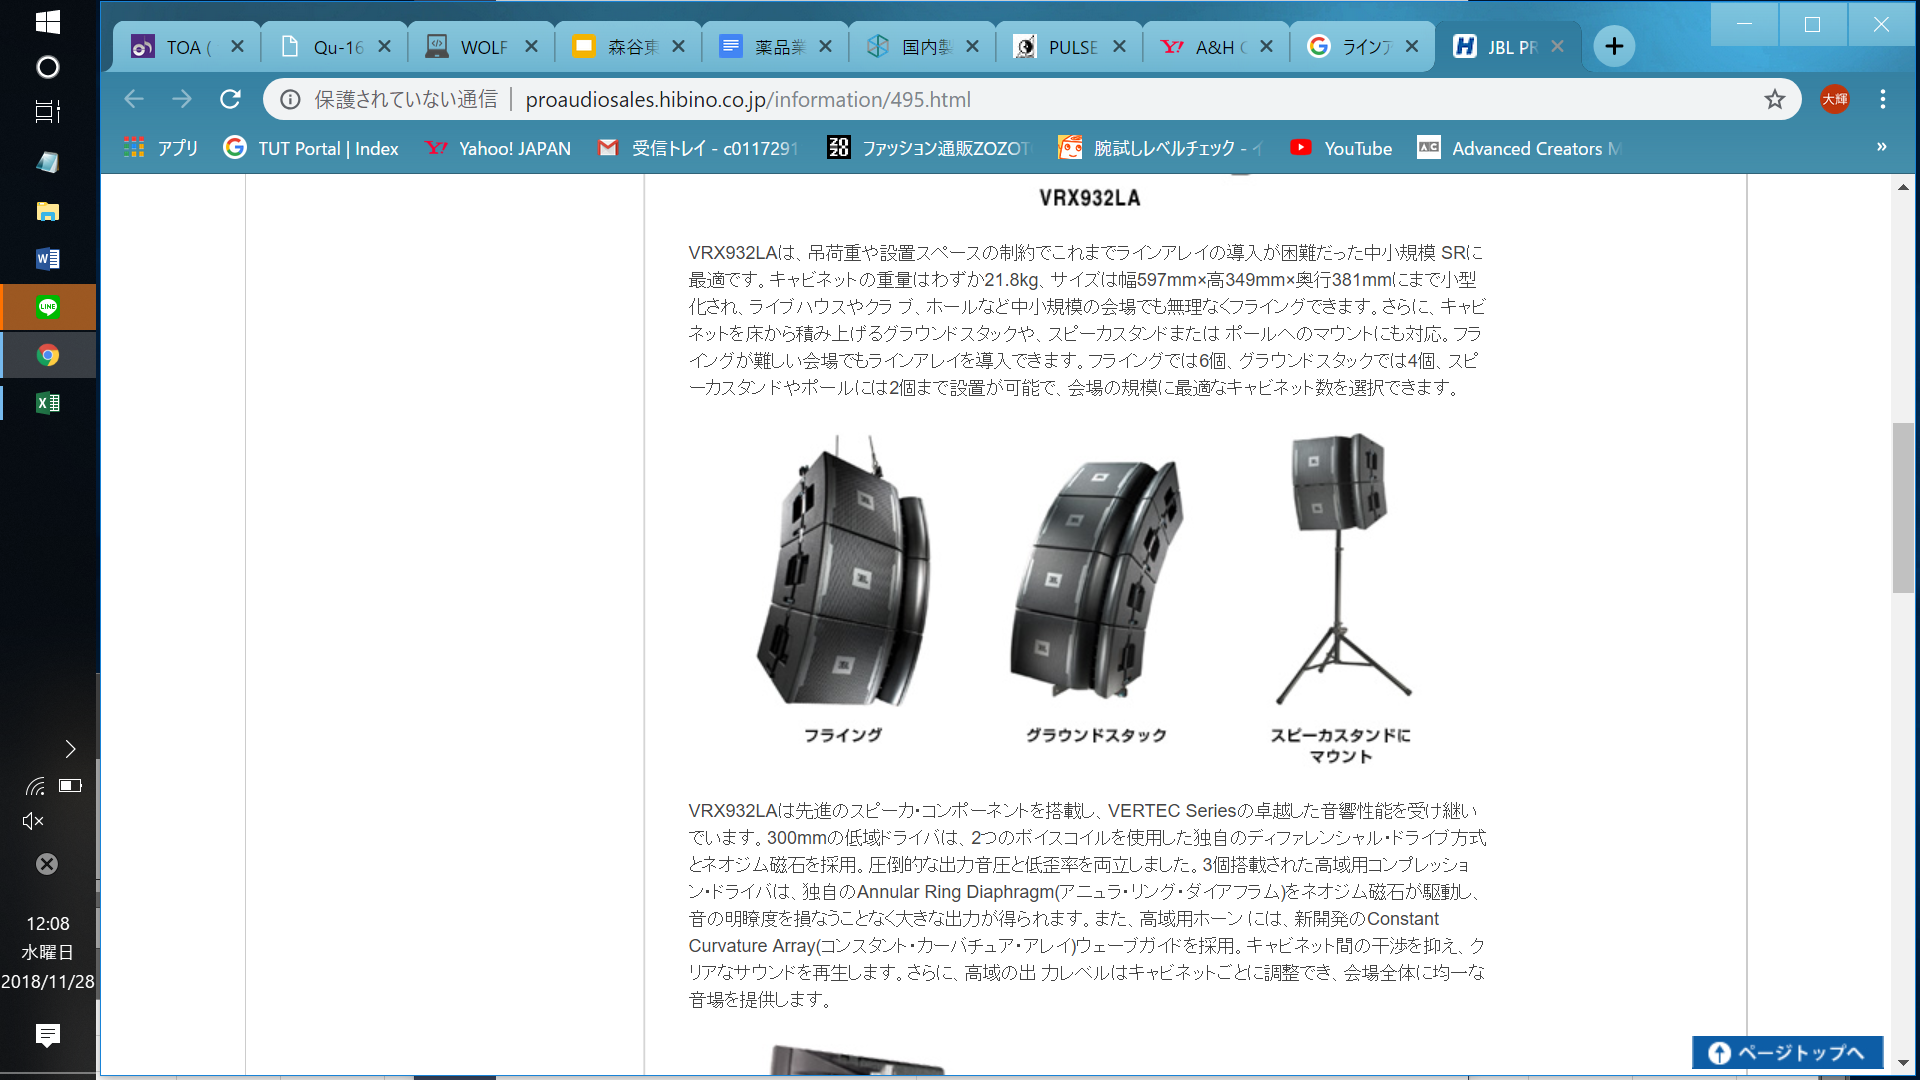 TOA (
Qu-16
WOLF
森谷東
薬品業
国内製
PULSE
A&H
ラインア
JBL PR
保護されていない通信
proaudiosales.hibino.co.jp/information/495.html
大輝
アプリ
TUT Portal | Index
Yahoo! JAPAN
受信トレイ - c0117291
ファッション通販ZOZOT
腕試しレベルチェック - イ
YouTube
Advanced Creators M
»
VRX932LA
VRX932LAは、吊荷重や設置スペースの制約でこれまでラインアレイの導入が困難だった中小規模 SRに
最適です。キャビネットの重量はわずか21.8kg、サイズは幅597mm×高349mm×奥行381mmにまで小型
化され、ライブハウスやクラ ブ、ホールなど中小規模の会場でも無理なくフライングできます。さらに、キャビ
ネットを床から積み上げるグラウンドスタックや、スピーカスタンドまたは ポールへのマウントにも対応。フラ
イングが難しい会場でもラインアレイを導入できます。フライングでは6個、グラウンドスタックでは4個、スピ
ーカスタンドやポールには2個まで設置が可能で、会場の規模に最適なキャビネット数を選択できます。
フライング
グラウンドスタック
スピーカスタンドに
マウント
VRX932LAは先進のスピーカ・コンポーネントを搭載し、VERTEC Seriesの卓越した音響性能を受け継い
でいます。300mmの低域ドライバは、2つのボイスコイルを使用した独自のディファレンシャル・ドライブ方式
とネオジム磁石を採用。圧倒的な出力音圧と低歪率を両立しました。3個搭載された高域用コンプレッショ
ン・ドライバは、独自のAnnular Ring Diaphragm(アニュラ・リング・ダイアフラム)をネオジム磁石が駆動し、
音の明瞭度を損なうことなく大きな出力が得られます。また、高域用ホーン には、新開発のConstant
Curvature Array(コンスタント・カーバチュア・アレイ)ウェーブガイドを採用。キャビネット間の干渉を抑え、ク
リアなサウンドを再生します。さらに、高域の出 力レベルはキャビネットごとに調整でき、会場全体に均一な
音場を提供します。
ページトップへ
LINE
12:08
水曜日
2018/11/28